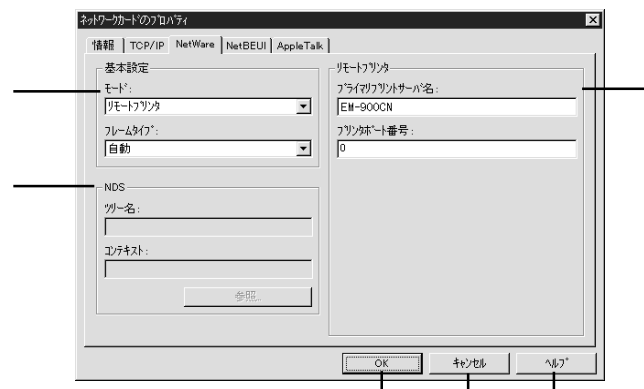 ﾈｯﾄﾜｰｸｶｰﾄﾞのﾌﾟﾛﾊﾟﾃｨ
情報 TCP/IP NetWare NetBEUI AppleTalk
基本設定
ﾓｰﾄﾞ:
ﾘﾓｰﾄﾌﾟﾘﾝﾀ
ﾌﾚｰﾑﾀｲﾌﾟ:
自動
NDS
ﾂﾘｰ名:
ｺﾝﾃｷｽﾄ:
参照...
ﾘﾓｰﾄﾌﾟﾘﾝﾀ
ﾌﾟﾗｲﾏﾘﾌﾟﾘﾝﾄｻｰﾊﾞ名:
EM-900CN
ﾌﾟﾘﾝﾀﾎﾟｰﾄ番号:
0
OK ｷｬﾝｾﾙ ﾍﾙﾌﾟ